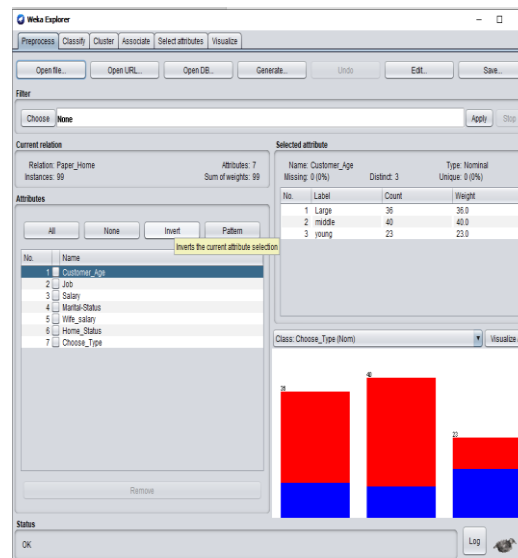 Weka Explorer
Preprocess Classify Cluster Associate Select attributes Visualize
Open file... Open URL... Open DB... Generate... Undo Edit... Save...
Filter
Choose None Apply Stop
Current relation
Relation: Paper_Home Attributes: 7
Instances: 99 Sum of weights: 99
Attributes
All None Invert Pattern
Inverts the current attribute selection
No. Name
1 Customer_Age
2 Job
3 Salary
4 Marital-Status
5 Wife_salary
6 Home_Status
7 Choose_Type
Remove
Selected attribute
Name: Customer_Age Type: Nominal
Missing: 0 (0%) Distinct: 3 Unique: 0 (0%)
No. Label Count Weight
1 Large 36 36.0
2 middle 40 40.0
3 young 23 23.0
Class: Choose_Type (Nom) Visualize
36
40
23
Status
OK Log